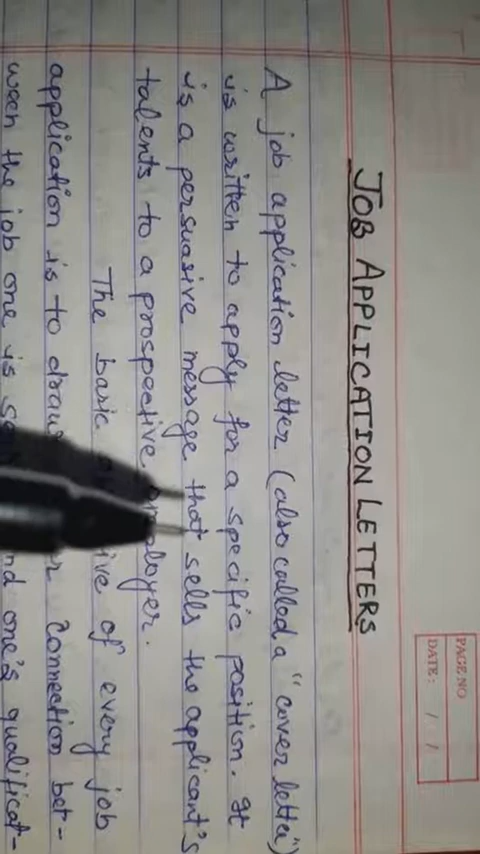 PAGE NO
DATE: / /
JOB APPLICATION LETTERS
A job application letter (also called a "cover letter")
is written to apply for a specific position. It
is a persuasive message that sells the applicant's
talents to a prospective employer.
The basic of every job
application is to draw connection bet-
ween the job one is one's qualificat-